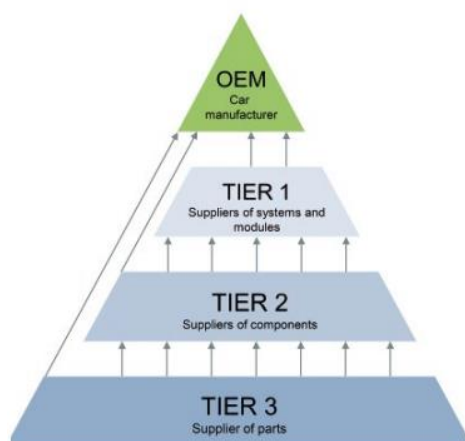 OEM
Car
manufacturer
TIER 1
Suppliers of systems and
modules
TIER 2
Suppliers of components
TIER 3
Supplier of parts